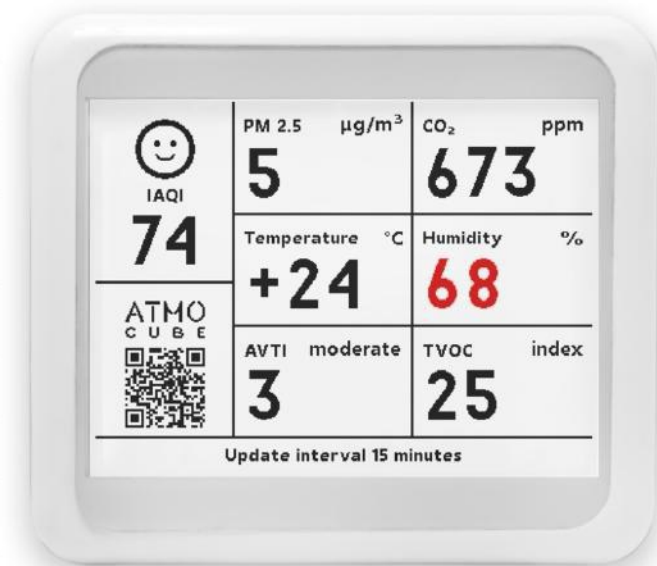 IAQI
74
ATMO
CUBE
PM 2.5 µg/m³
5
CO₂ ppm
673
Temperature °C
+24
Humidity %
68
AVTI moderate
3
TVOC index
25
Update interval 15 minutes